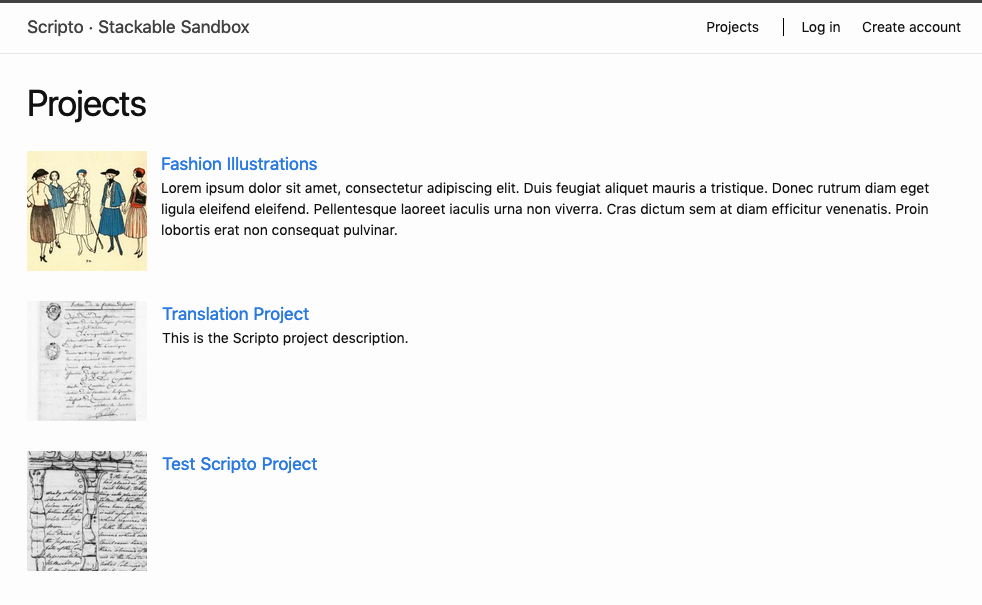 Scripto · Stackable Sandbox
Projects
Log in
Create account
Projects
Fashion Illustrations
Lorem ipsum dolor sit amet, consectetur adipiscing elit. Duis feugiat aliquet mauris a tristique. Donec rutrum diam eget
ligula eleifend eleifend. Pellentesque laoreet iaculis urna non viverra. Cras dictum sem at diam efficitur venenatis. Proin
lobortis erat non consequat pulvinar.
Translation Project
This is the Scripto project description.
Test Scripto Project